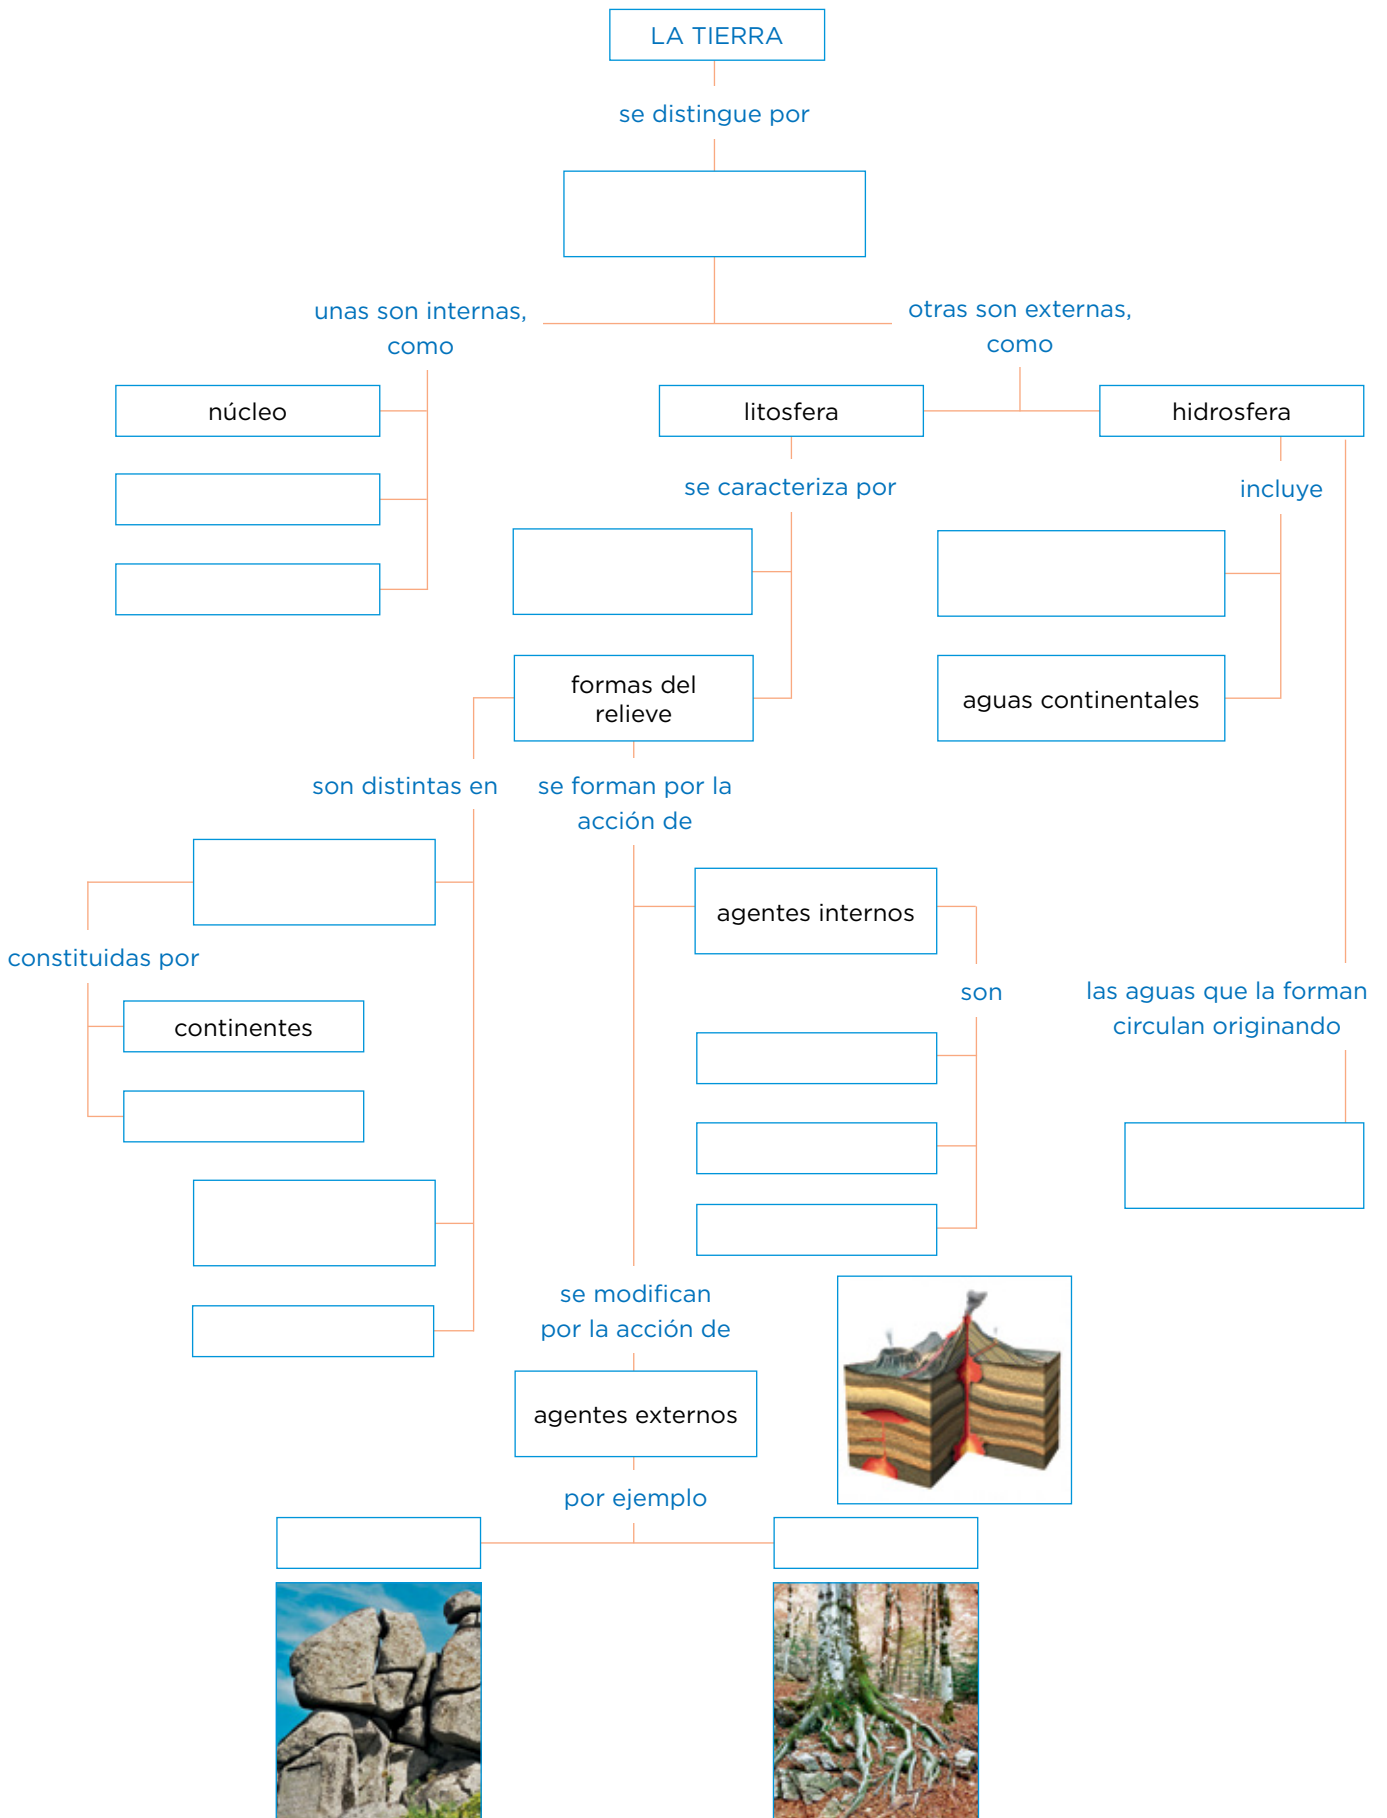 LA TIERRA
se distingue por
unas son internas,
como
otras son externas,
como
núcleo
litosfera
hidrosfera
se caracteriza por
incluye
formas del
relieve
aguas continentales
son distintas en
se forman por la
acción de
agentes internos
constituidas por
son
las aguas que la forman
circulan originando
continentes
se modifican
por la acción de
agentes externos
por ejemplo